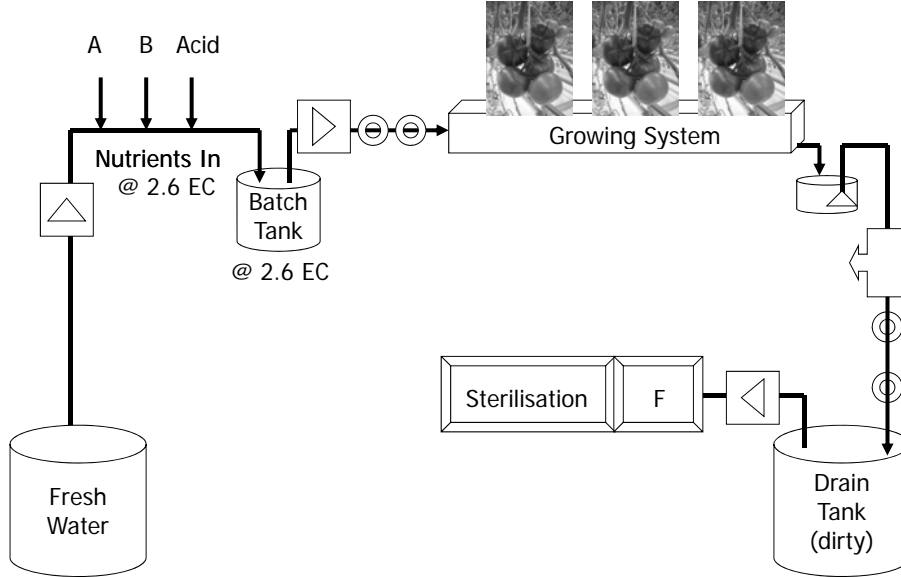 A
B
Acid
Nutrients In
@ 2.6 EC
Batch
Tank
@ 2.6 EC
Growing System
Sterilisation
F
Fresh
Water
Drain
Tank
(dirty)